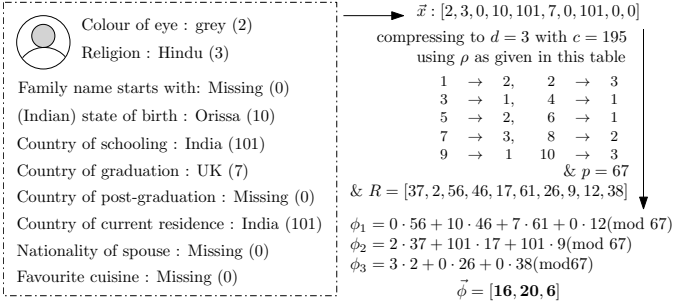 Colour of eye : grey (2)
Religion : Hindu (3)
Family name starts with: Missing (0)
(Indian) state of birth : Orissa (10)
Country of schooling : India (101)
Country of graduation : UK (7)
Country of post-graduation : Missing (0)
Country of current residence : India (101)
Nationality of spouse : Missing (0)
Favourite cuisine : Missing (0)
x⃗ : [2, 3, 0, 10, 101, 7, 0, 101, 0, 0]
compressing to d = 3 with c = 195
using ρ as given in this table
1 → 2, 2 → 3
3 → 1, 4 → 1
5 → 2, 6 → 1
7 → 3, 8 → 2
9 → 1 10 → 3
& p = 67
& R = [37, 2, 56, 46, 17, 61, 26, 9, 12, 38]
ϕ₁ = 0 · 56 + 10 · 46 + 7 · 61 + 0 · 12(mod 67)
ϕ₂ = 2 · 37 + 101 · 17 + 101 · 9(mod 67)
ϕ₃ = 3 · 2 + 0 · 26 + 0 · 38(mod67)
ϕ⃗ = [16, 20, 6]